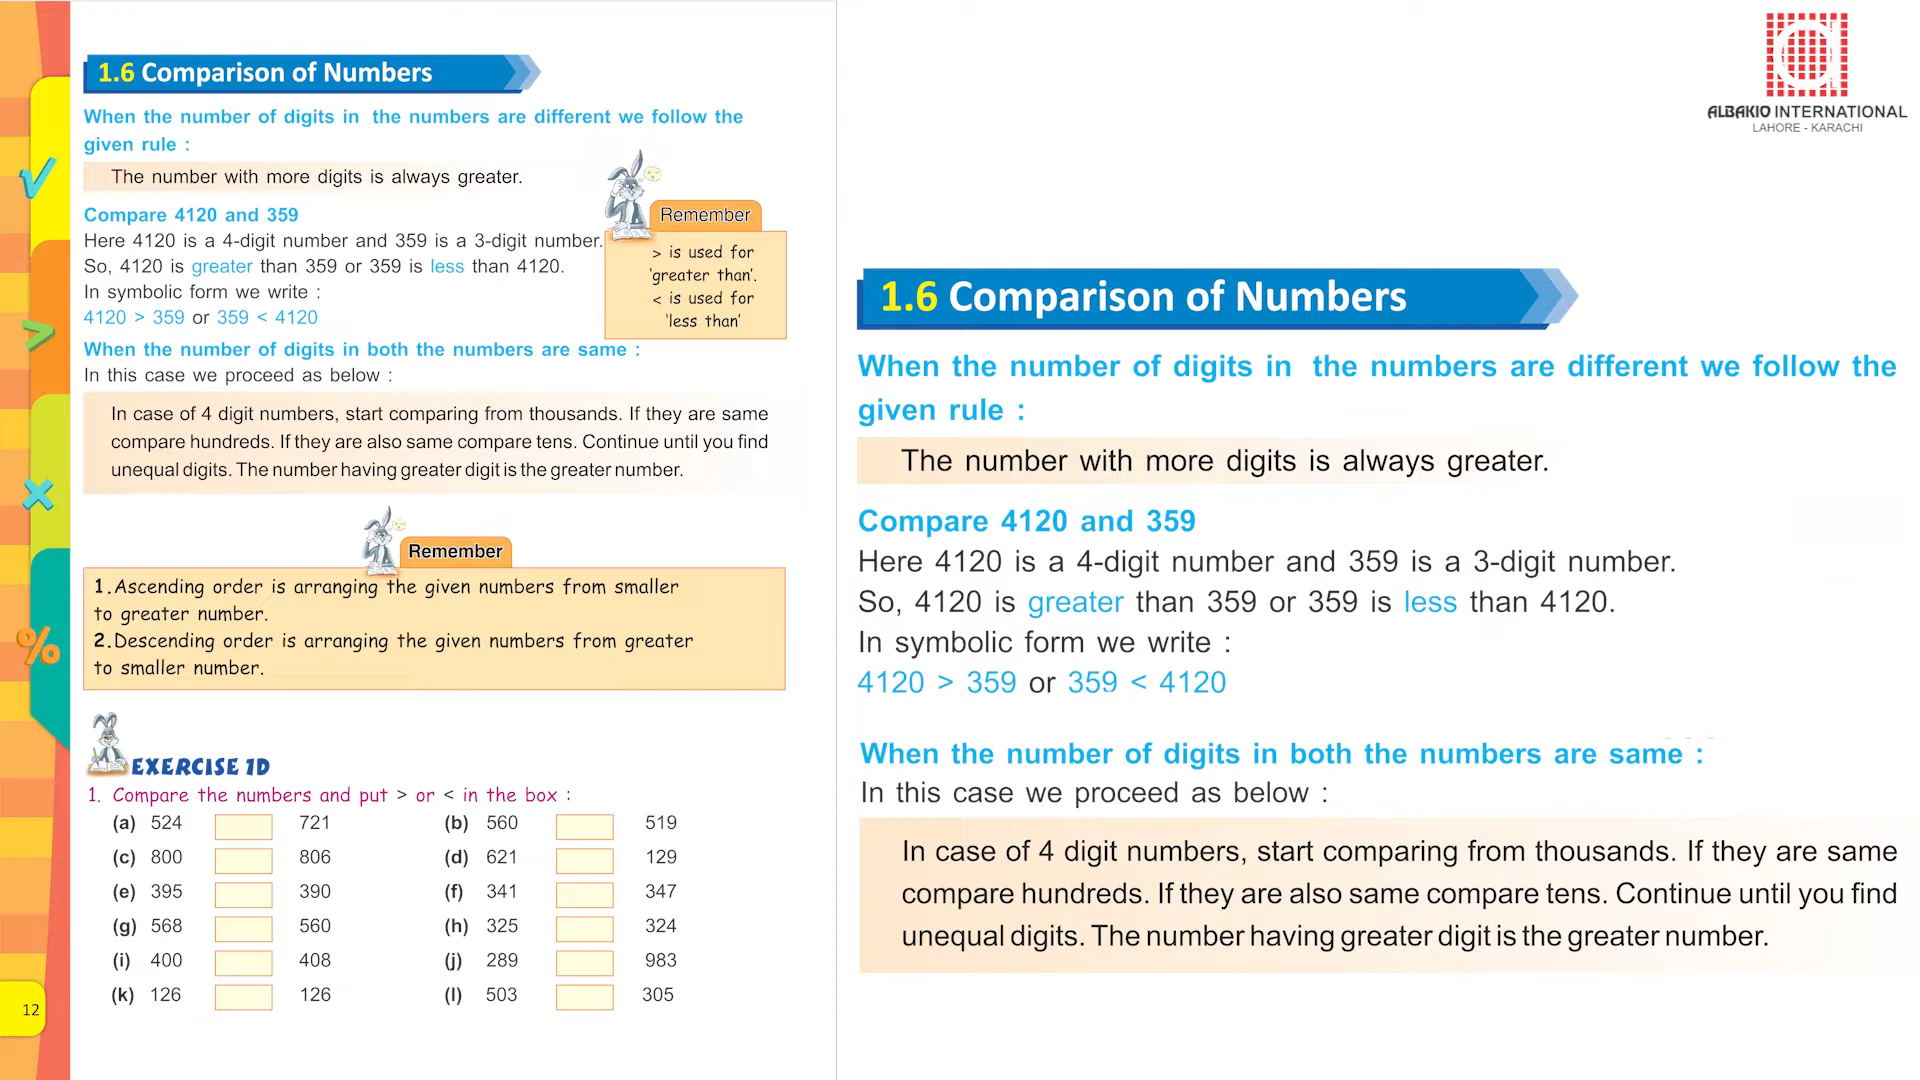 1.6 Comparison of Numbers
When the number of digits in the numbers are different we follow the
given rule :
The number with more digits is always greater.
Compare 4120 and 359
Here 4120 is a 4-digit number and 359 is a 3-digit number.
So, 4120 is greater than 359 or 359 is less than 4120.
In symbolic form we write :
4120 > 359 or 359 < 4120
Remember
> is used for
'greater than'.
< is used for
'less than'
When the number of digits in both the numbers are same :
In this case we proceed as below :
In case of 4 digit numbers, start comparing from thousands. If they are same
compare hundreds. If they are also same compare tens. Continue until you find
unequal digits. The number having greater digit is the greater number.
Remember
1.Ascending order is arranging the given numbers from smaller
to greater number.
2.Descending order is arranging the given numbers from greater
to smaller number.
EXERCISE 1D
1. Compare the numbers and put > or < in the box :
(a) 524 721 (b) 560 519
(c) 800 806 (d) 621 129
(e) 395 390 (f) 341 347
(g) 568 560 (h) 325 324
(i) 400 408 (j) 289 983
(k) 126 126 (l) 503 305
12
√
>
×
%
ALBAKIO INTERNATIONAL
LAHORE - KARACHI
1.6 Comparison of Numbers
When the number of digits in the numbers are different we follow the
given rule :
The number with more digits is always greater.
Compare 4120 and 359
Here 4120 is a 4-digit number and 359 is a 3-digit number.
So, 4120 is greater than 359 or 359 is less than 4120.
In symbolic form we write :
4120 > 359 or 359 < 4120
When the number of digits in both the numbers are same :
In this case we proceed as below :
In case of 4 digit numbers, start comparing from thousands. If they are same
compare hundreds. If they are also same compare tens. Continue until you find
unequal digits. The number having greater digit is the greater number.